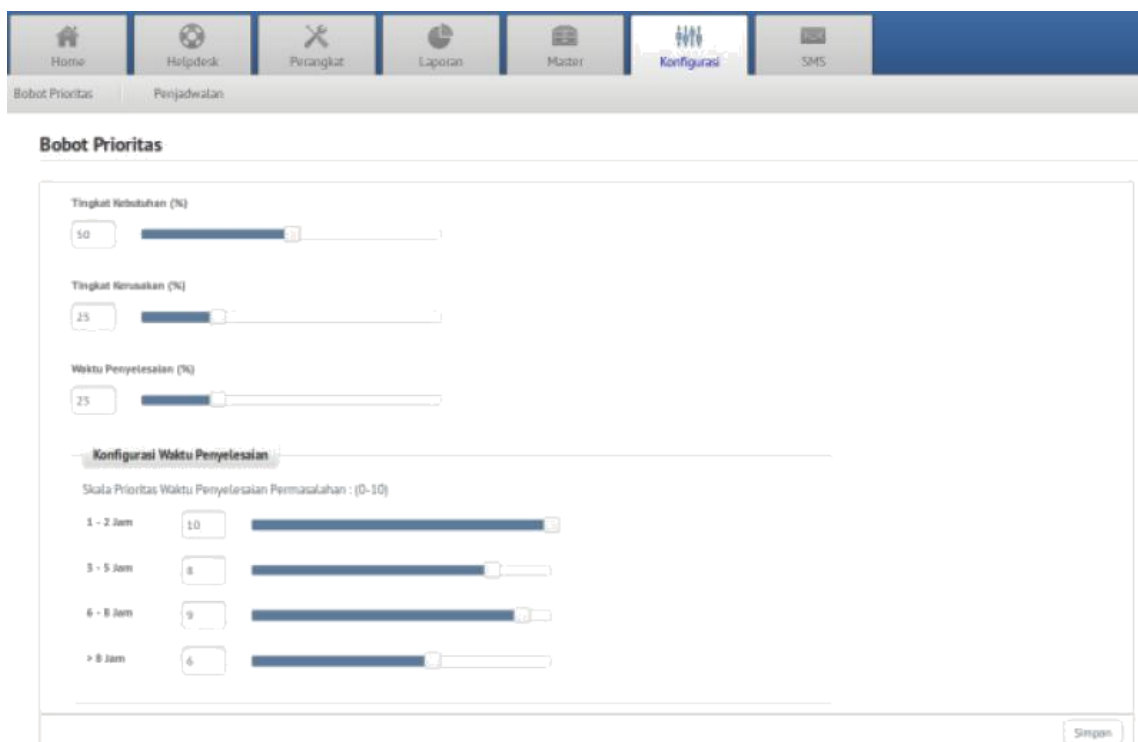 Home Helpdesk Perangkat Laporan Master Konfigurasi SMS
Bobot Prioritas Penjadwalan
Bobot Prioritas
Tingkat Kebutuhan (%)
50
Tingkat Kerusakan (%)
25
Waktu Penyelesaian (%)
25
Konfigurasi Waktu Penyelesaian
Skala Prioritas Waktu Penyelesaian Permasalahan : (0-10)
1 - 2 Jam 10
3 - 5 Jam 8
6 - 8 Jam 9
> 8 Jam 6
Simpan